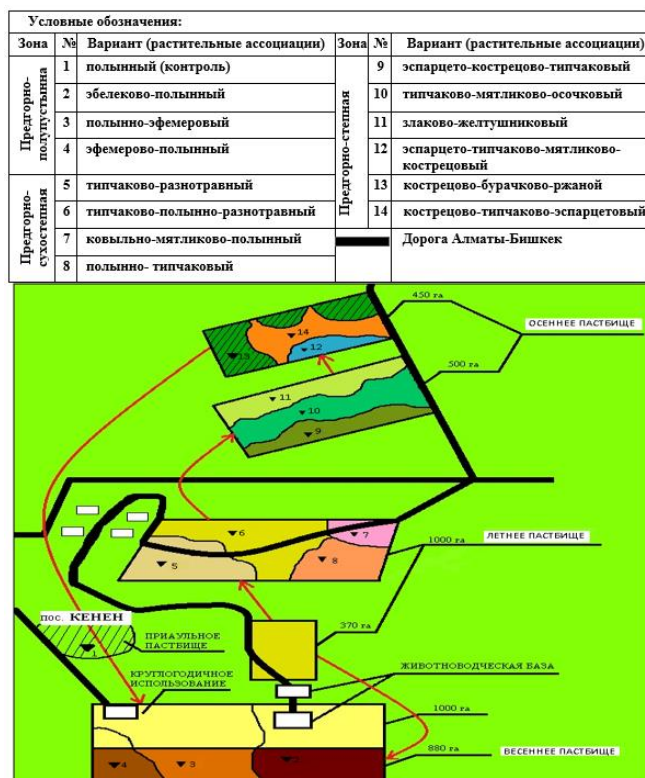 Условные обозначения:
Зона № Вариант (растительные ассоциации) Зона № Вариант (растительные ассоциации)
Предгорно-полупустынна
1 полынный (контроль)
2 эбелеково-полынный
3 полынно-эфемеровый
4 эфемерово-полынный
Предгорно-сухостепная
5 типчаково-разнотравный
6 типчаково-полынно-разнотравный
7 ковыльно-мятликово-полынный
8 полынно- типчаковый
Предгорно-степная
9 эспарцето-кострецово-типчаковый
10 типчаково-мятликово-осочковый
11 злаково-желтушниковый
12 эспарцето-типчаково-мятликово-
кострецовый
13 кострецово-бурачково-ржаной
14 кострецово-типчаково-эспарцетовый
Дорога Алматы-Бишкек
450 га
ОСЕННЕЕ ПАСТБИЩЕ
14
12
13
500 га
11
10
9
6
7
1000 га
ЛЕТНЕЕ ПАСТБИЩЕ
5
8
пос. КЕНЕН
370 га
ПРИАУЛЬНОЕ
ПАСТБИЩЕ
1
ЖИВОТНОВОДЧЕСКАЯ БАЗА
КРУГЛОГОДИЧНОЕ
ИСПОЛЬЗОВАНИЕ
1000 га
880 га
ВЕСЕННЕЕ ПАСТБИЩЕ
4
3
2